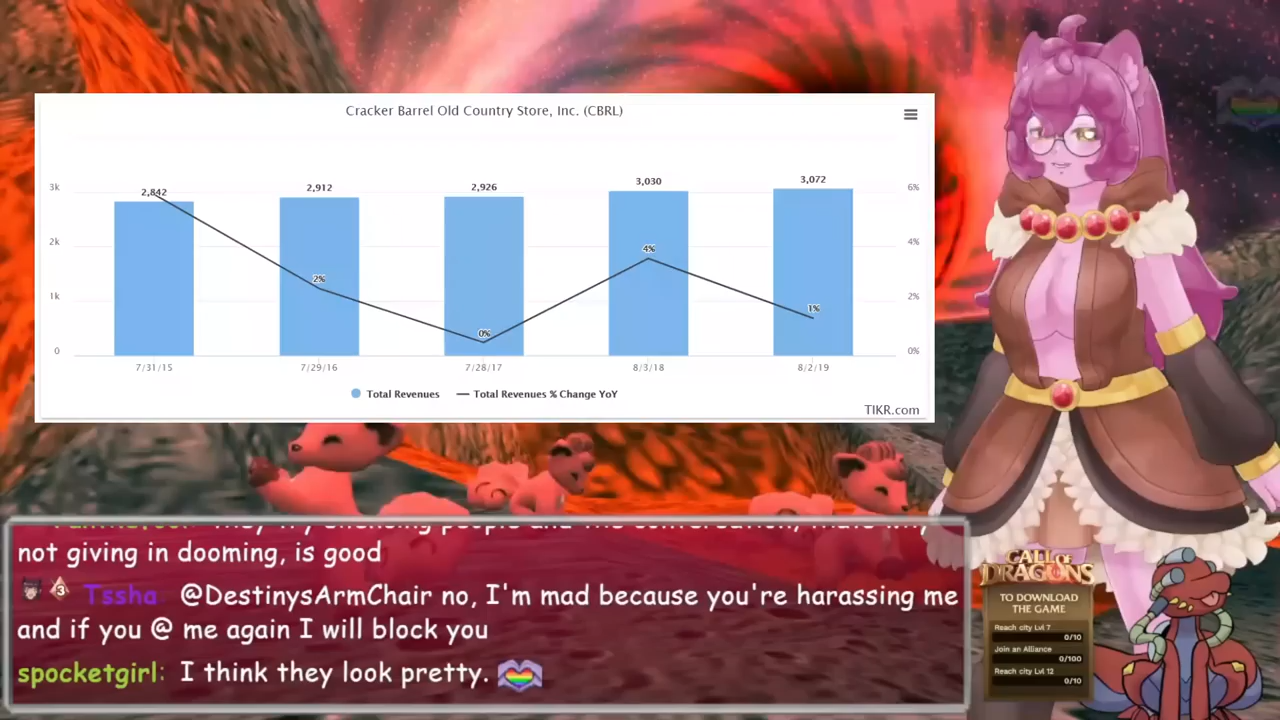 Cracker Barrel Old Country Store, Inc. (CBRL)
3k 2,842 2,912 2,926 3,030 3,072 6%
2k 4% 4%
1k 2% 2%
0 0% 1% 0%
7/31/15 7/29/16 7/28/17 8/3/18 8/2/19
Total Revenues Total Revenues % Change YoY
TIKR.com
people and the conversation,
not giving in dooming, is good
3 Tssha @DestinysArmChair no, I'm mad because you're harassing me
and if you @ me again I will block you
spocketgirl: I think they look pretty.
CALL OF
DRAGONS
TO DOWNLOAD
THE GAME
Reach city Lvl 7
0/10
Join an Alliance
0/100
Reach city Lvl 12
0/10